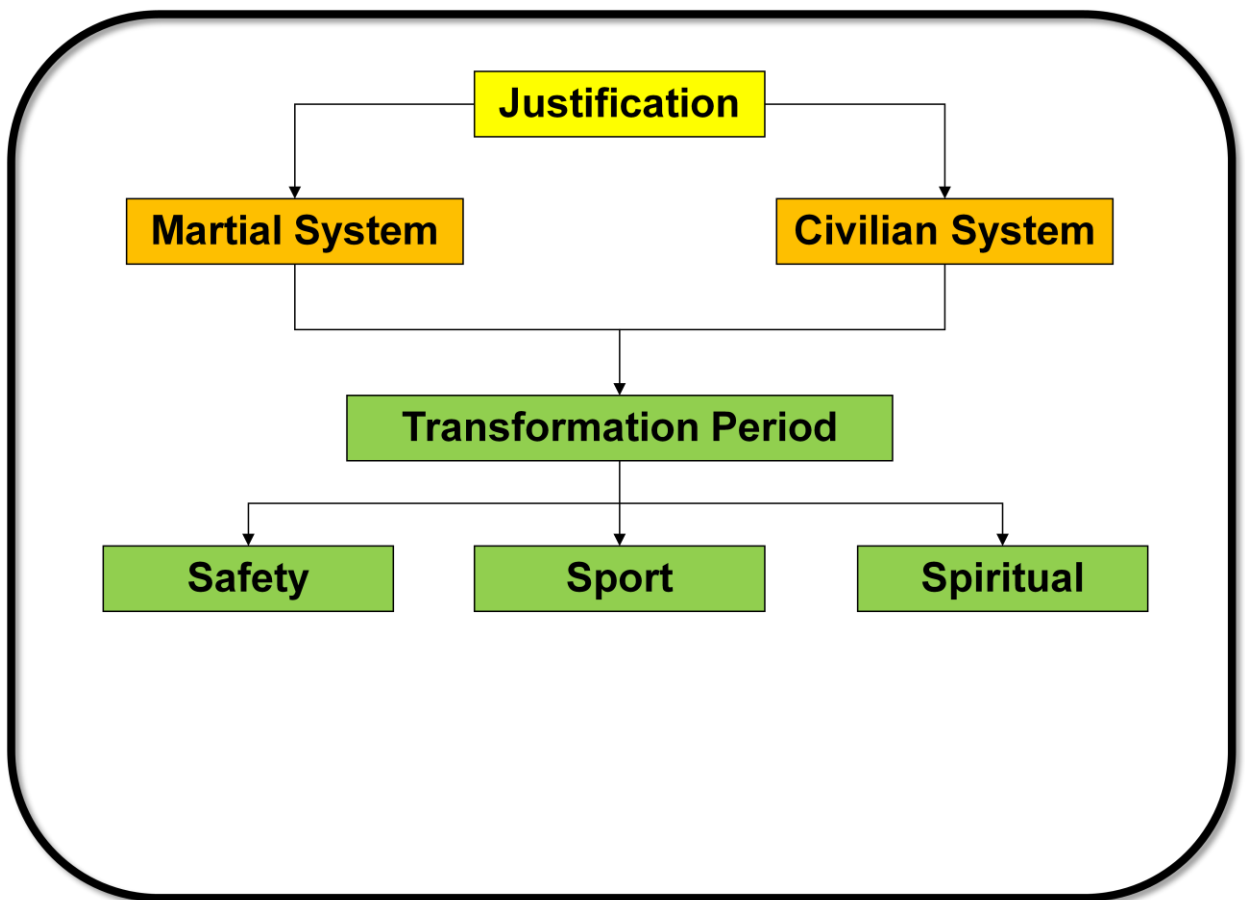 Justification
Martial System
Civilian System
Transformation Period
Safety
Sport
Spiritual